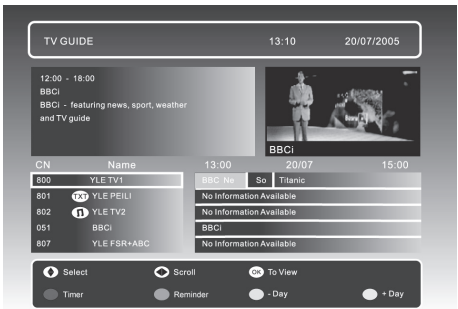 TV GUIDE 13:10 20/07/2005
12:00 - 18:00
BBCi
BBCi - featuring news, sport, weather
and TV guide
BBCi
CN Name 13:00 20/07 15:00
800 YLE TV1 BBC Ne So Titanic
801 TXT YLE PEILI No Information Available
802 YLE TV2 No Information Available
051 BBCi BBCi
807 YLE FSR+ABC No Information Available
Select Scroll OK To View
Timer Reminder - Day + Day